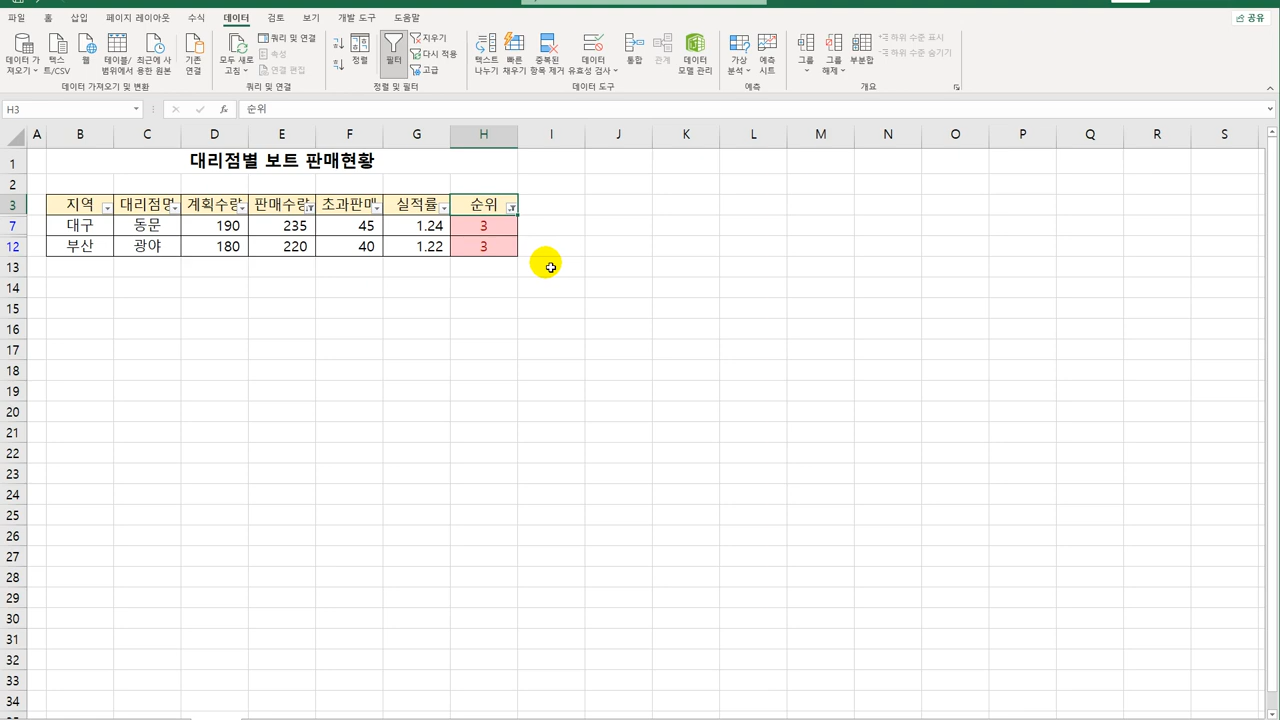 파일 홈 삽입 페이지 레이아웃 수식 데이터 검토 보기 개발 도구 도움말 공유
데이터 가져오기 텍스트/CSV 웹 테이블/범위에서 최근에 사용한 원본 기존 연결
데이터 가져오기 및 변환
모두 새로 고침 쿼리 및 연결 속성 연결 편집
쿼리 및 연결
정렬 필터 지우기 다시 적용 고급
정렬 및 필터
텍스트 나누기 빠른 채우기 중복된 항목 제거 데이터 유효성 검사 통합 관계 데이터 모델 관리
데이터 도구
가상 분석 예측 시트
예측
그룹 그룹 해제 부분합 하위 수준 표시 하위 수준 숨기기
개요
H3 fx 순위
A B C D E F G H I J K L M N O P Q R S
1 대리점별 보트 판매현황
2
3 지역 대리점명 계획수량 판매수량 초과판매 실적률 순위
7 대구 동문 190 235 45 1.24 3
12 부산 광야 180 220 40 1.22 3
13
14
15
16
17
18
19
20
21
22
23
24
25
26
27
28
29
30
31
32
33
34